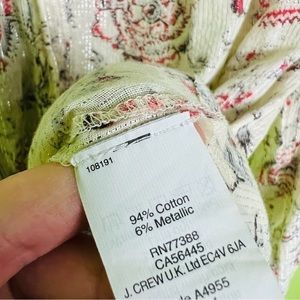 108191
94% Cotton
6% Metallic
RN77388
CA56445
J. CREW U.K. Ltd EC4V 6JA
A4955